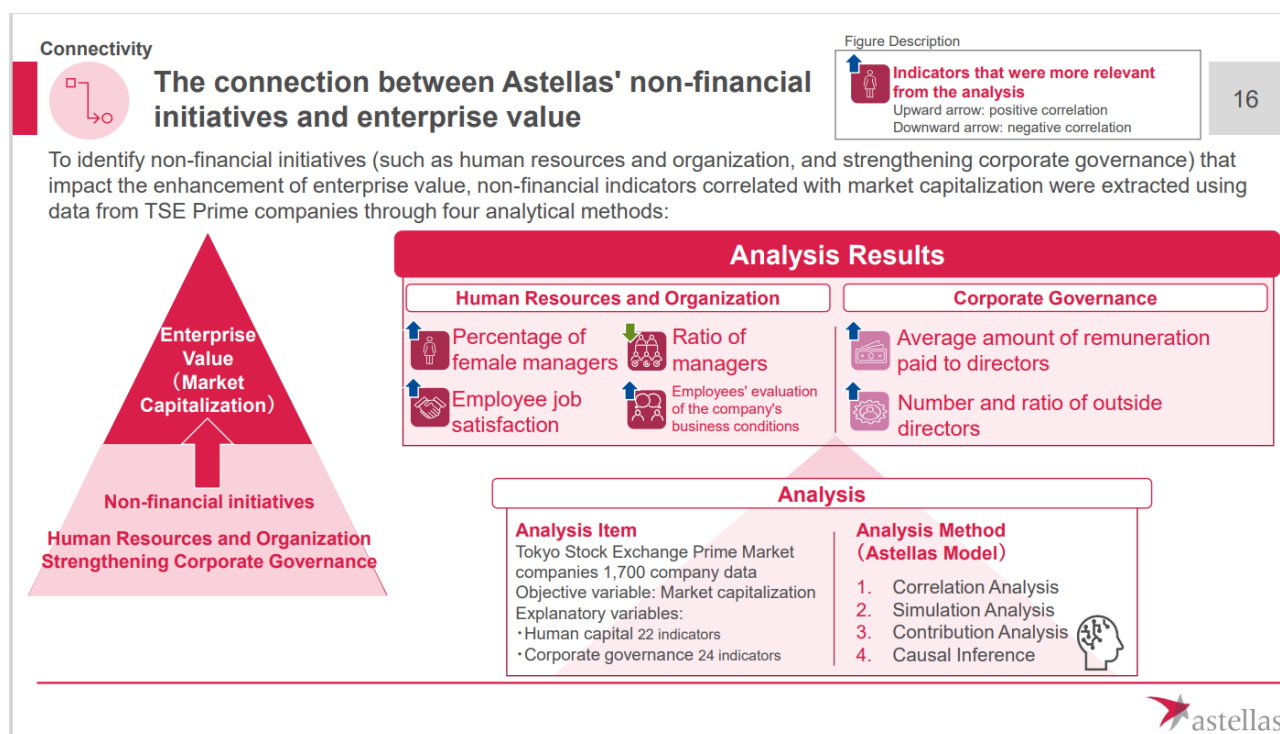 Connectivity
The connection between Astellas' non-financial
initiatives and enterprise value
Figure Description
Indicators that were more relevant
from the analysis
Upward arrow: positive correlation
Downward arrow: negative correlation
16
To identify non-financial initiatives (such as human resources and organization, and strengthening corporate governance) that
impact the enhancement of enterprise value, non-financial indicators correlated with market capitalization were extracted using
data from TSE Prime companies through four analytical methods:
Enterprise
Value
（Market
Capitalization）
Non-financial initiatives
Human Resources and Organization
Strengthening Corporate Governance
Analysis Results
Human Resources and Organization
Percentage of
female managers
Ratio of
managers
Employee job
satisfaction
Employees' evaluation
of the company's
business conditions
Corporate Governance
Average amount of remuneration
paid to directors
Number and ratio of outside
directors
Analysis
Analysis Item
Tokyo Stock Exchange Prime Market
companies 1,700 company data
Objective variable: Market capitalization
Explanatory variables:
・Human capital 22 indicators
・Corporate governance 24 indicators
Analysis Method
（Astellas Model）
1. Correlation Analysis
2. Simulation Analysis
3. Contribution Analysis
4. Causal Inference
astellas